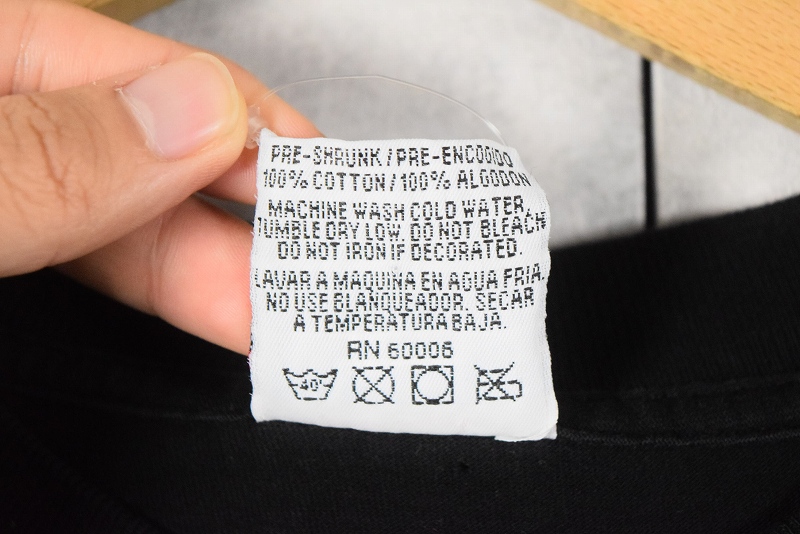 PRE-SHRUNK/PRE-ENCOGIDO
100% COTTON/100% ALGODON
MACHINE WASH COLD WATER,
TUMBLE DRY LOW. DO NOT BLEACH
DO NOT IRON IF DECORATED.
LAVAR A MAQUINA EN AGUA FRIA.
NO USE BLANQUEADOR. SECAR
A TEMPERATURA BAJA.
RN 60006
40°